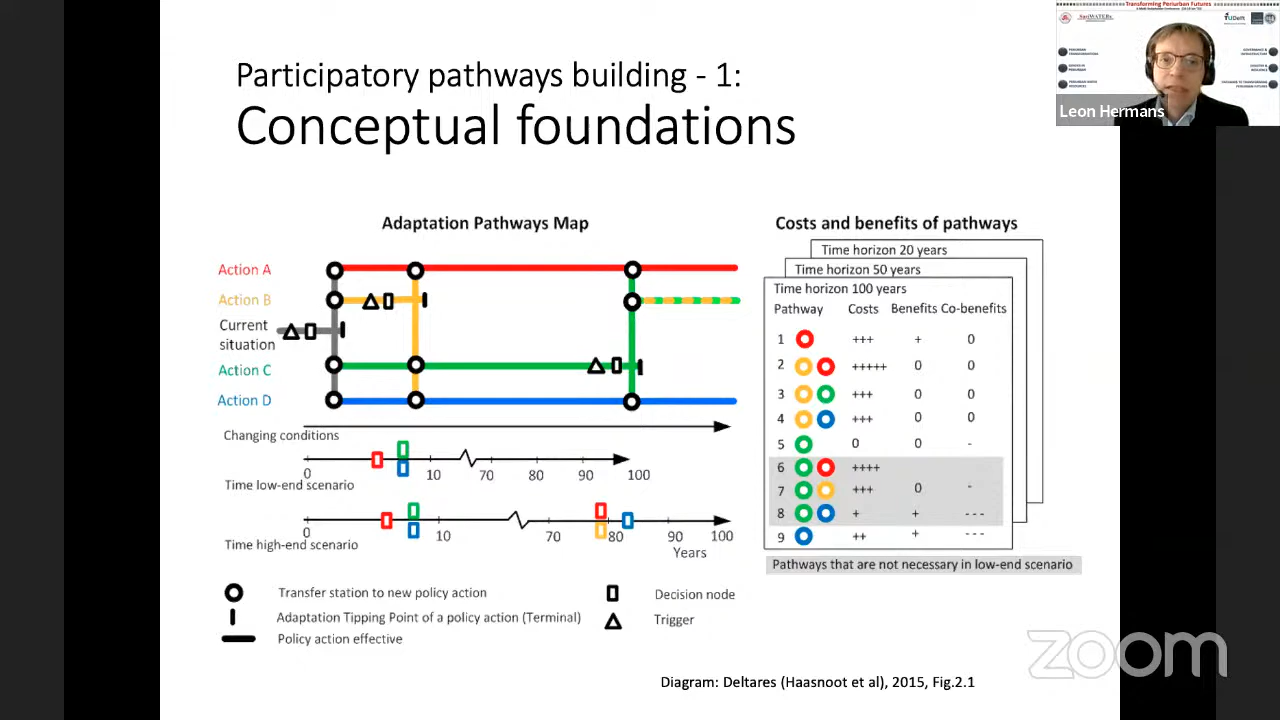 Participatory pathways building - 1:
Conceptual foundations
Transforming Periurban Futures
TUDelft
Leon Hermans
Adaptation Pathways Map
Action A
Action B
Current
situation
Action C
Action D
Changing conditions
0 10 70 80 90 100
Time low-end scenario
0 10 70 80 90 100
Time high-end scenario
Years
Transfer station to new policy action
Adaptation Tipping Point of a policy action (Terminal)
Policy action effective
Decision node
Trigger
Costs and benefits of pathways
Time horizon 20 years
Time horizon 50 years
Time horizon 100 years
Pathway Costs Benefits Co-benefits
1 +++ + 0
2 +++++ 0 0
3 +++ 0 0
4 +++ 0 0
5 0 0 -
6 ++++
7 +++ 0 -
8 + + - - -
9 ++ + - - -
Pathways that are not necessary in low-end scenario
zoom
Diagram: Deltares (Haasnoot et al), 2015, Fig.2.1